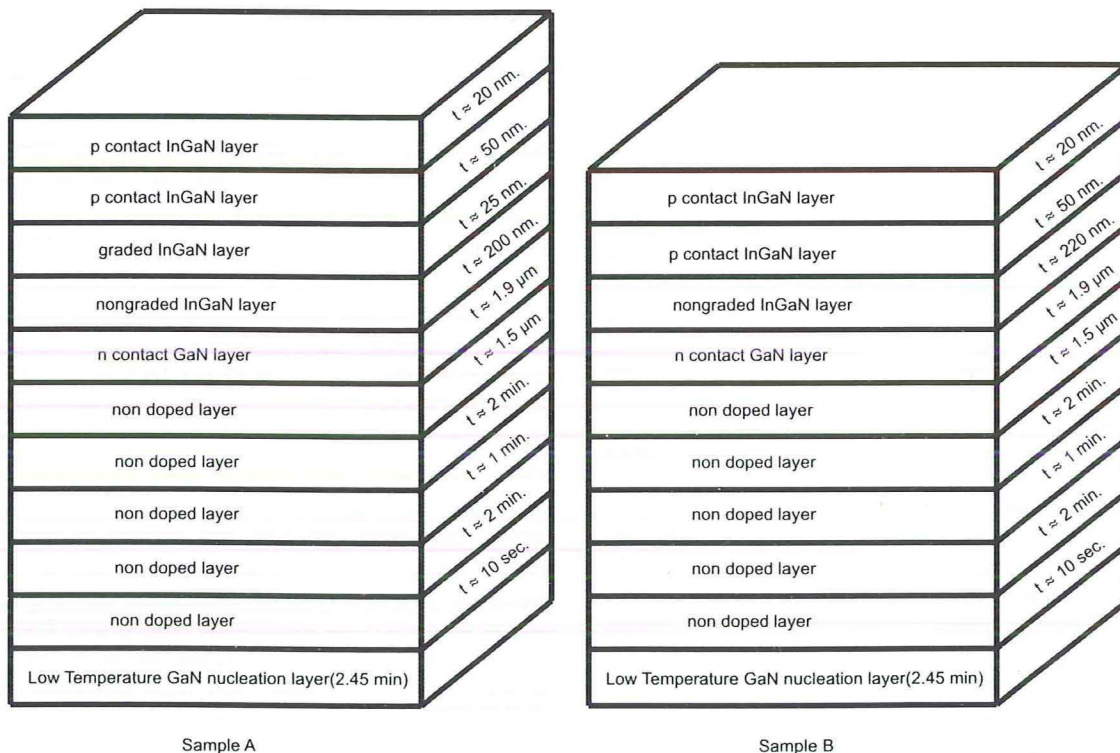 p contact InGaN layer
t ≈ 20 nm.
p contact InGaN layer
t ≈ 50 nm.
graded InGaN layer
t ≈ 25 nm.
nongraded InGaN layer
t ≈ 200 nm.
n contact GaN layer
t ≈ 1.9 µm
non doped layer
t ≈ 1.5 µm
non doped layer
t ≈ 2 min.
non doped layer
t ≈ 1 min.
non doped layer
t ≈ 2 min.
non doped layer
t ≈ 10 sec.
Low Temperature GaN nucleation layer(2.45 min)
Sample A
p contact InGaN layer
t ≈ 20 nm.
p contact InGaN layer
t ≈ 50 nm.
nongraded InGaN layer
t ≈ 220 nm.
n contact GaN layer
t ≈ 1.9 µm
non doped layer
t ≈ 1.5 µm
non doped layer
t ≈ 2 min.
non doped layer
t ≈ 1 min.
non doped layer
t ≈ 2 min.
non doped layer
t ≈ 10 sec.
Low Temperature GaN nucleation layer(2.45 min)
Sample B